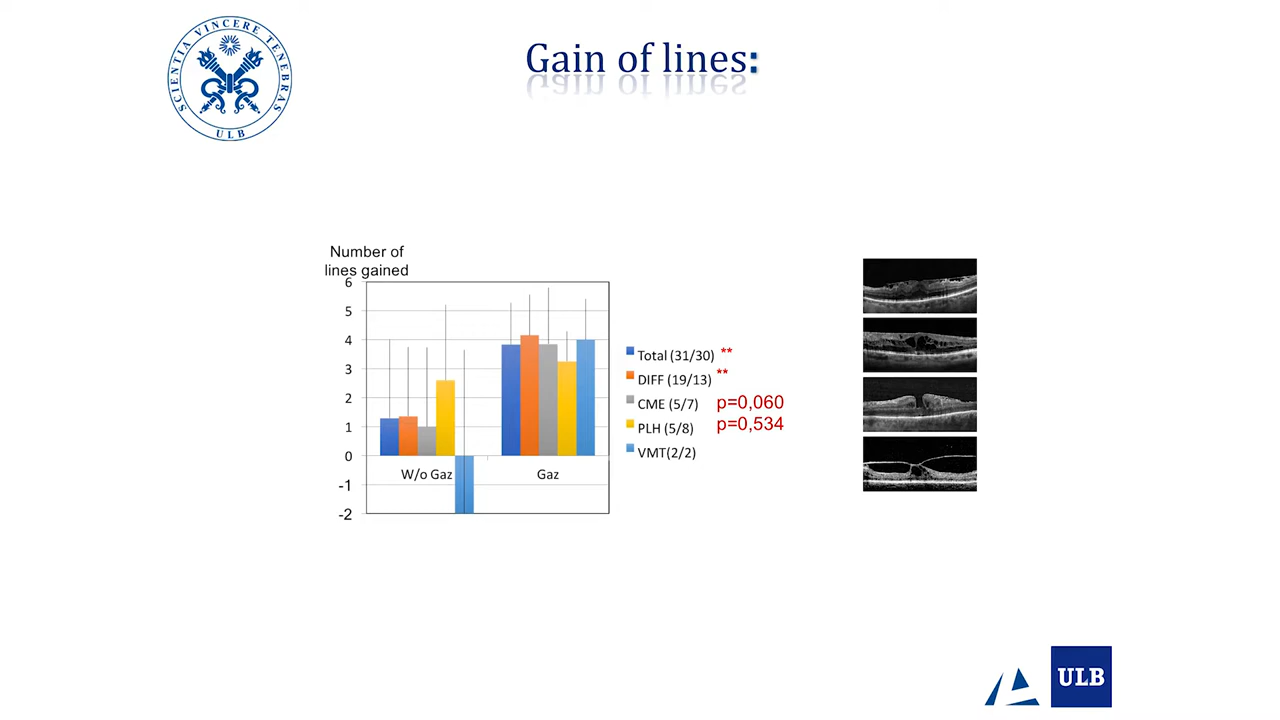 SCIENTIA VINCERE TENEBRAS
ULB
Gain of lines:
Number of
lines gained
6
5
4
3
2
1
0
-1
-2
W/o Gaz
Gaz
Total (31/30) **
DIFF (19/13) **
CME (5/7) p=0,060
PLH (5/8) p=0,534
VMT(2/2)
ULB